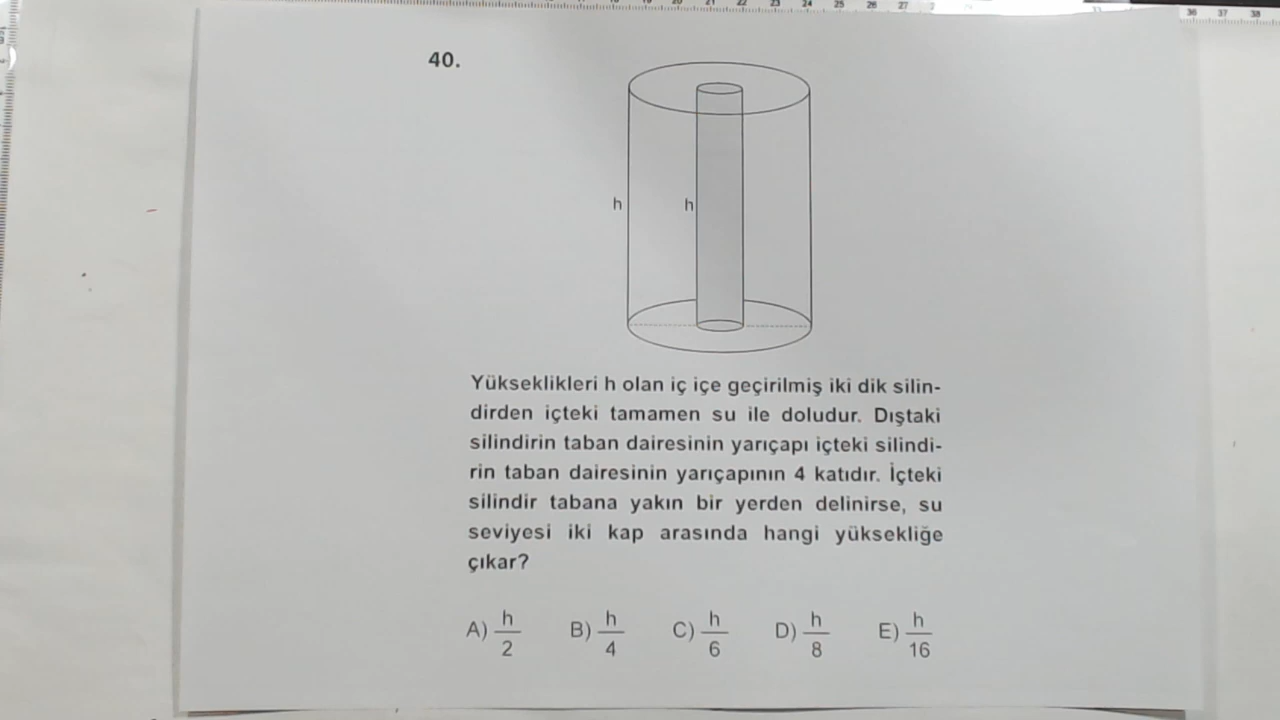 40.
h
h
Yükseklikleri h olan iç içe geçirilmiş iki dik silin-
dirden içteki tamamen su ile doludur. Dıştaki
silindirin taban dairesinin yarıçapı içteki silindi-
rin taban dairesinin yarıçapının 4 katıdır. İçteki
silindir tabana yakın bir yerden delinirse, su
seviyesi iki kap arasında hangi yüksekliğe
çıkar?
A) h/2 B) h/4 C) h/6 D) h/8 E) h/16